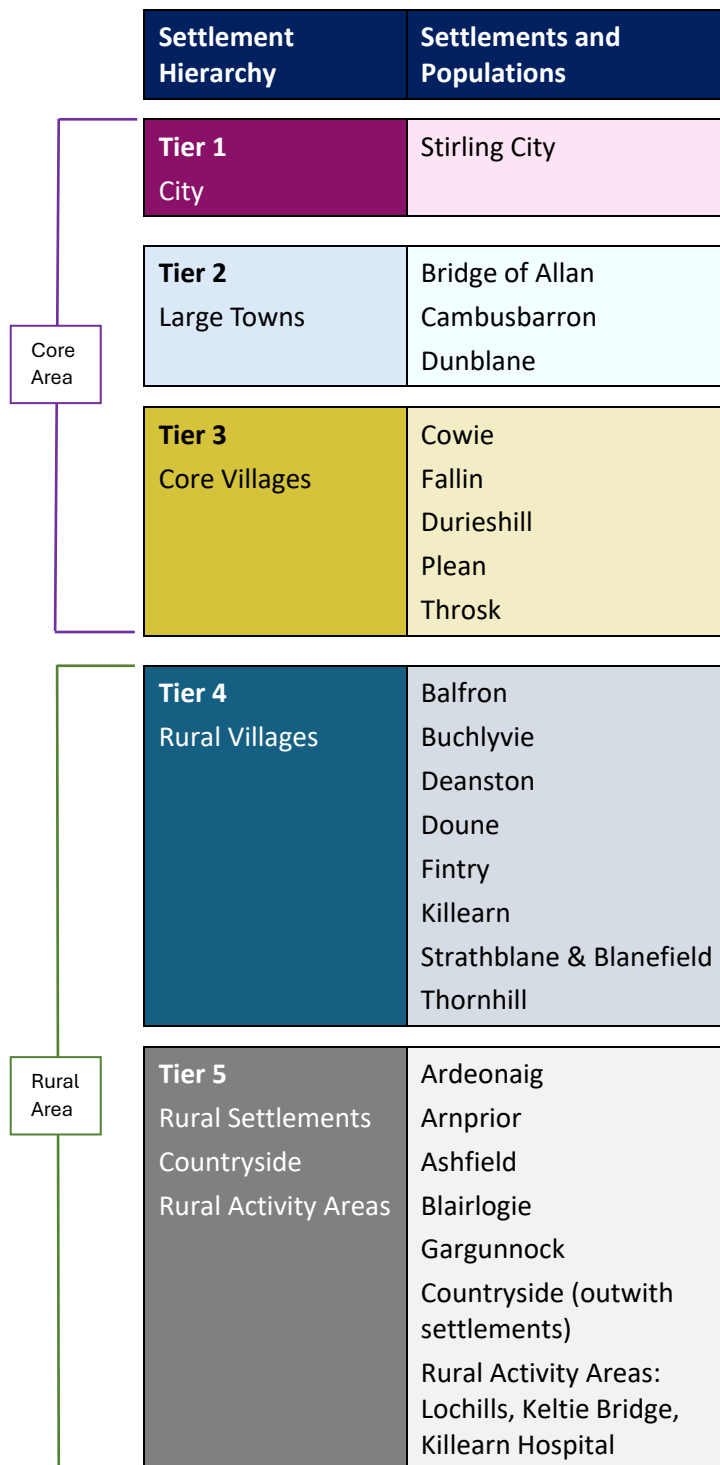 Settlement
Hierarchy
Settlements and
Populations
Core
Area
Tier 1
City
Stirling City
Tier 2
Large Towns
Bridge of Allan
Cambusbarron
Dunblane
Tier 3
Core Villages
Cowie
Fallin
Durieshill
Plean
Throsk
Rural
Area
Tier 4
Rural Villages
Balfron
Buchlyvie
Deanston
Doune
Fintry
Killearn
Strathblane & Blanefield
Thornhill
Tier 5
Rural Settlements
Countryside
Rural Activity Areas
Ardeonaig
Arnprior
Ashfield
Blairlogie
Gargunnock
Countryside (outwith
settlements)
Rural Activity Areas:
Lochills, Keltie Bridge,
Killearn Hospital